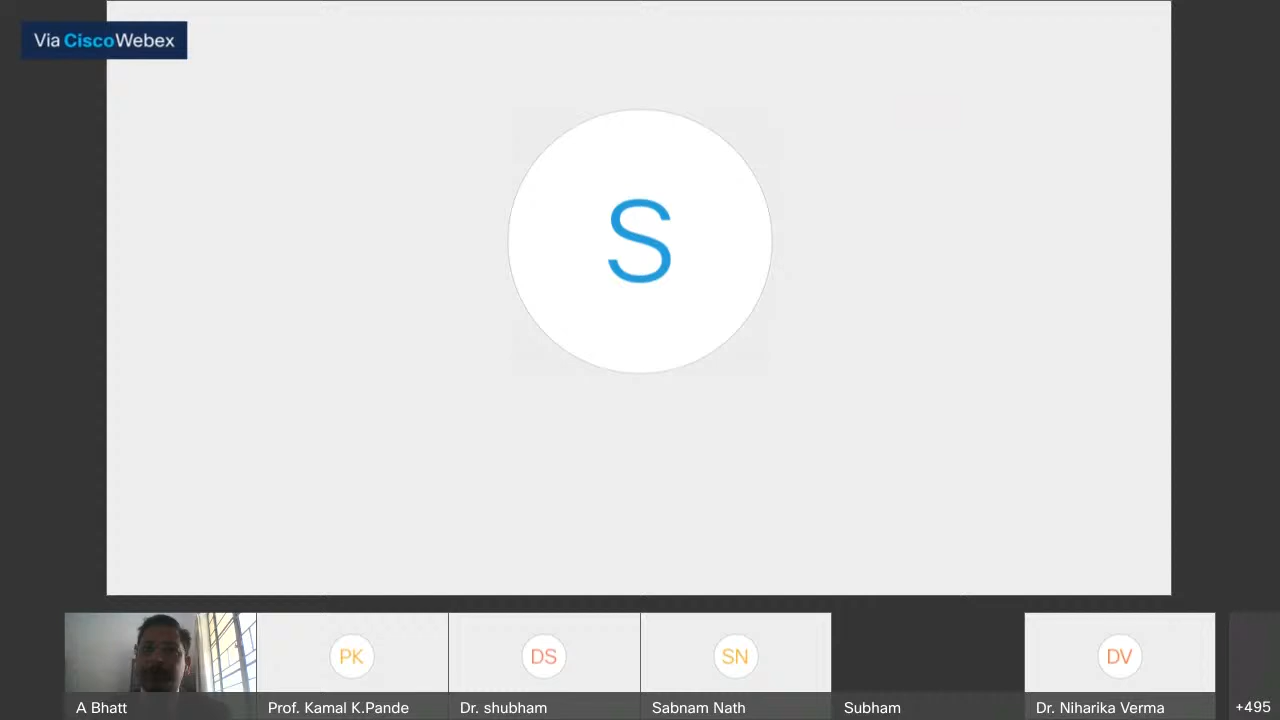 Via CiscoWebex
S
PK
DS
SN
DV
A Bhatt
Prof. Kamal K.Pande
Dr. shubham
Sabnam Nath
Subham
Dr. Niharika Verma
+495